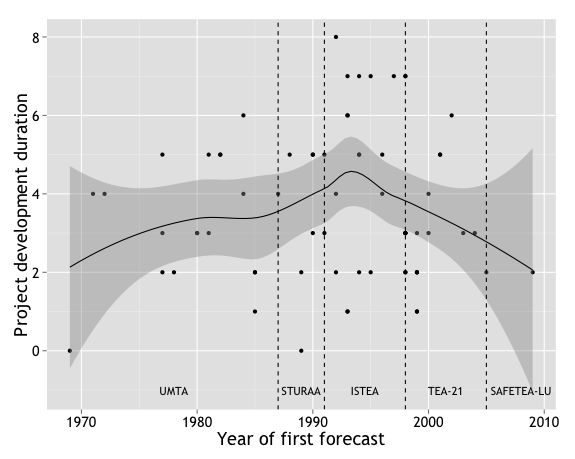 8
6
4
2
0
Project development duration
UMTA
STURAA
ISTEA
TEA-21
SAFETEA-LU
1970
1980
1990
2000
2010
Year of first forecast